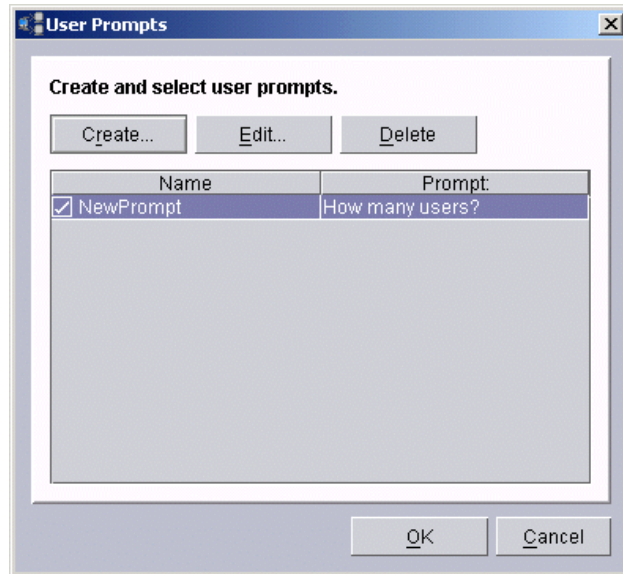 User Prompts
Create and select user prompts.
Create... Edit... Delete
Name Prompt:
NewPrompt How many users?
OK Cancel